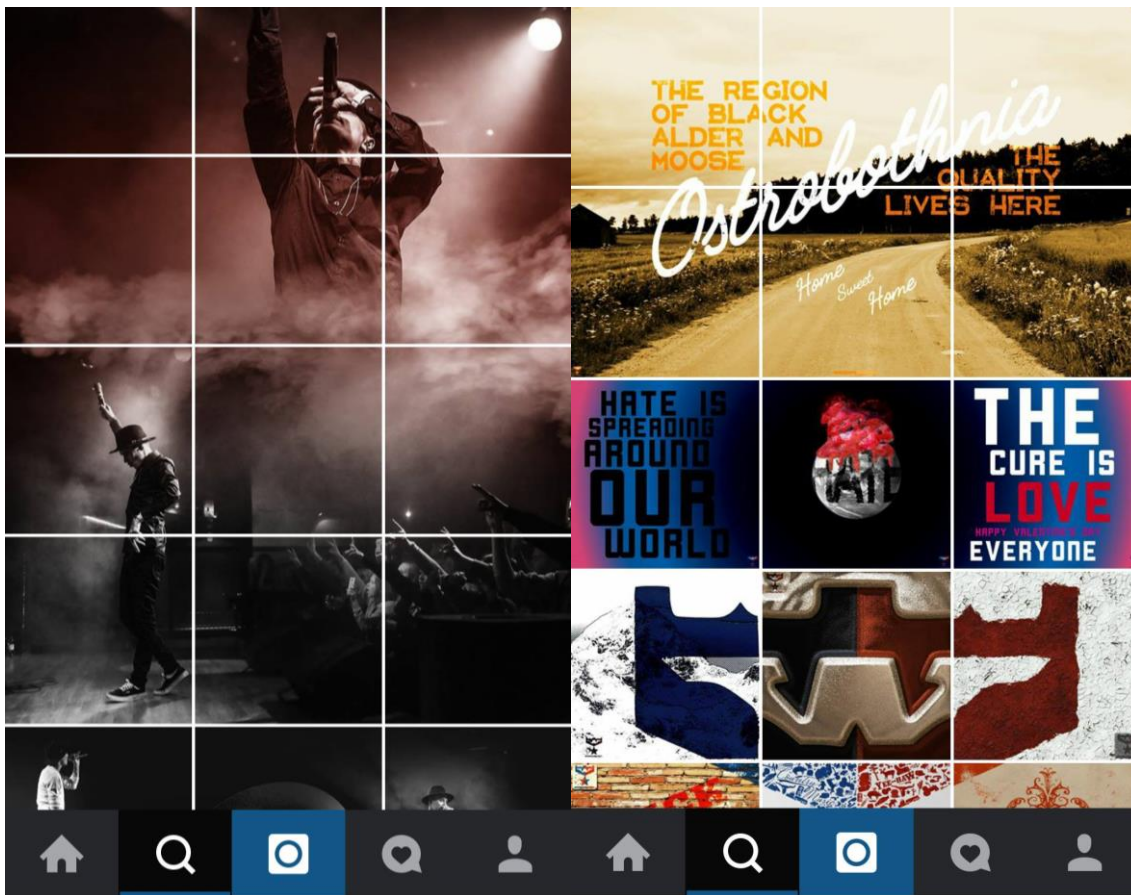 THE REGION
OF BLACK
ALDER AND
MOOSE
Ostrobothnia
THE
QUALITY
LIVES HERE
Home
Sweet
Home
HATE IS
SPREADING
AROUND
OUR
WORLD
HATE
THE
CURE IS
LOVE
HAPPY VALENTINE'S DAY
EVERYONE